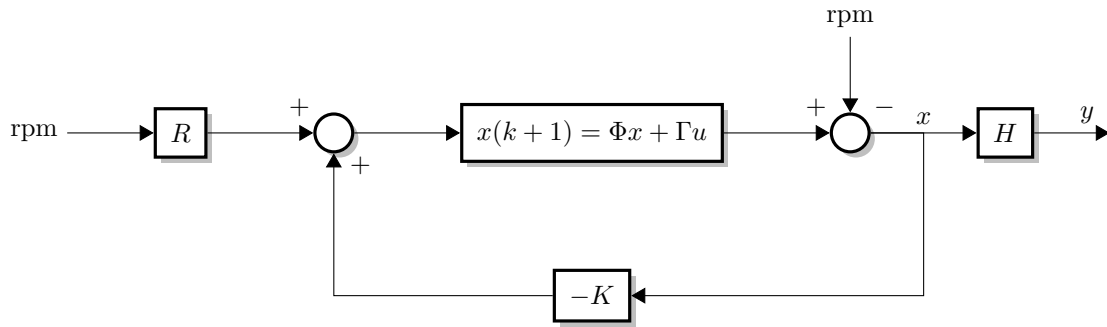 rpm
+ −
x
y
rpm
R
+
x(k + 1) = Φx + Γu
H
+
−K